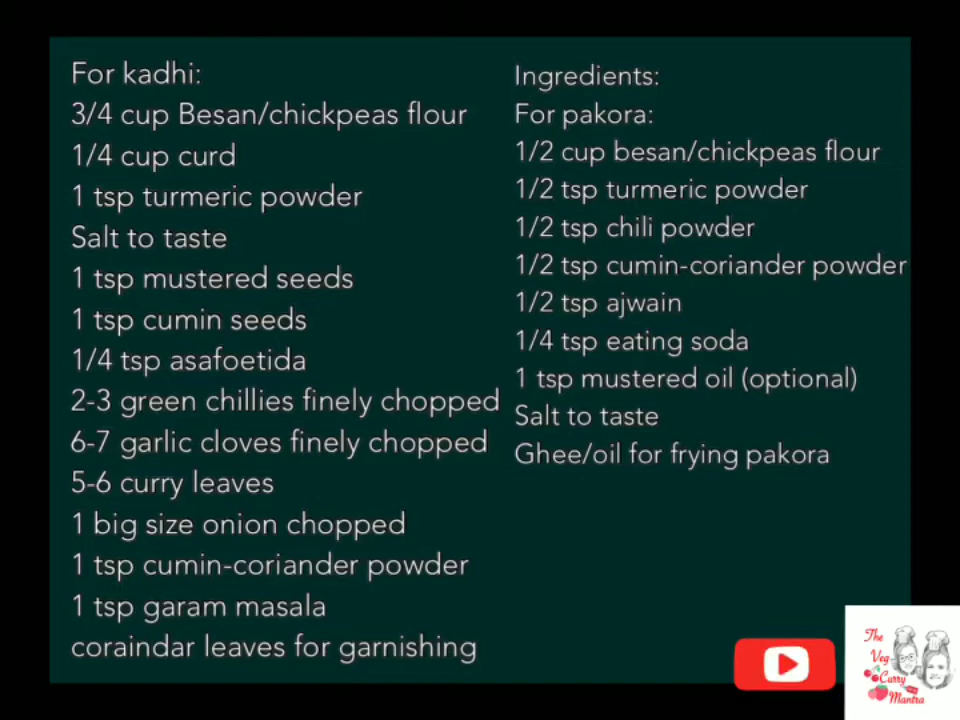 For kadhi:
3/4 cup Besan/chickpeas flour
1/4 cup curd
1 tsp turmeric powder
Salt to taste
1 tsp mustered seeds
1 tsp cumin seeds
1/4 tsp asafoetida
2-3 green chillies finely chopped
6-7 garlic cloves finely chopped
5-6 curry leaves
1 big size onion chopped
1 tsp cumin-coriander powder
1 tsp garam masala
coraindar leaves for garnishing
Ingredients:
For pakora:
1/2 cup besan/chickpeas flour
1/2 tsp turmeric powder
1/2 tsp chili powder
1/2 tsp cumin-coriander powder
1/2 tsp ajwain
1/4 tsp eating soda
1 tsp mustered oil (optional)
Salt to taste
Ghee/oil for frying pakora
The
Veg
Curry
Mantra